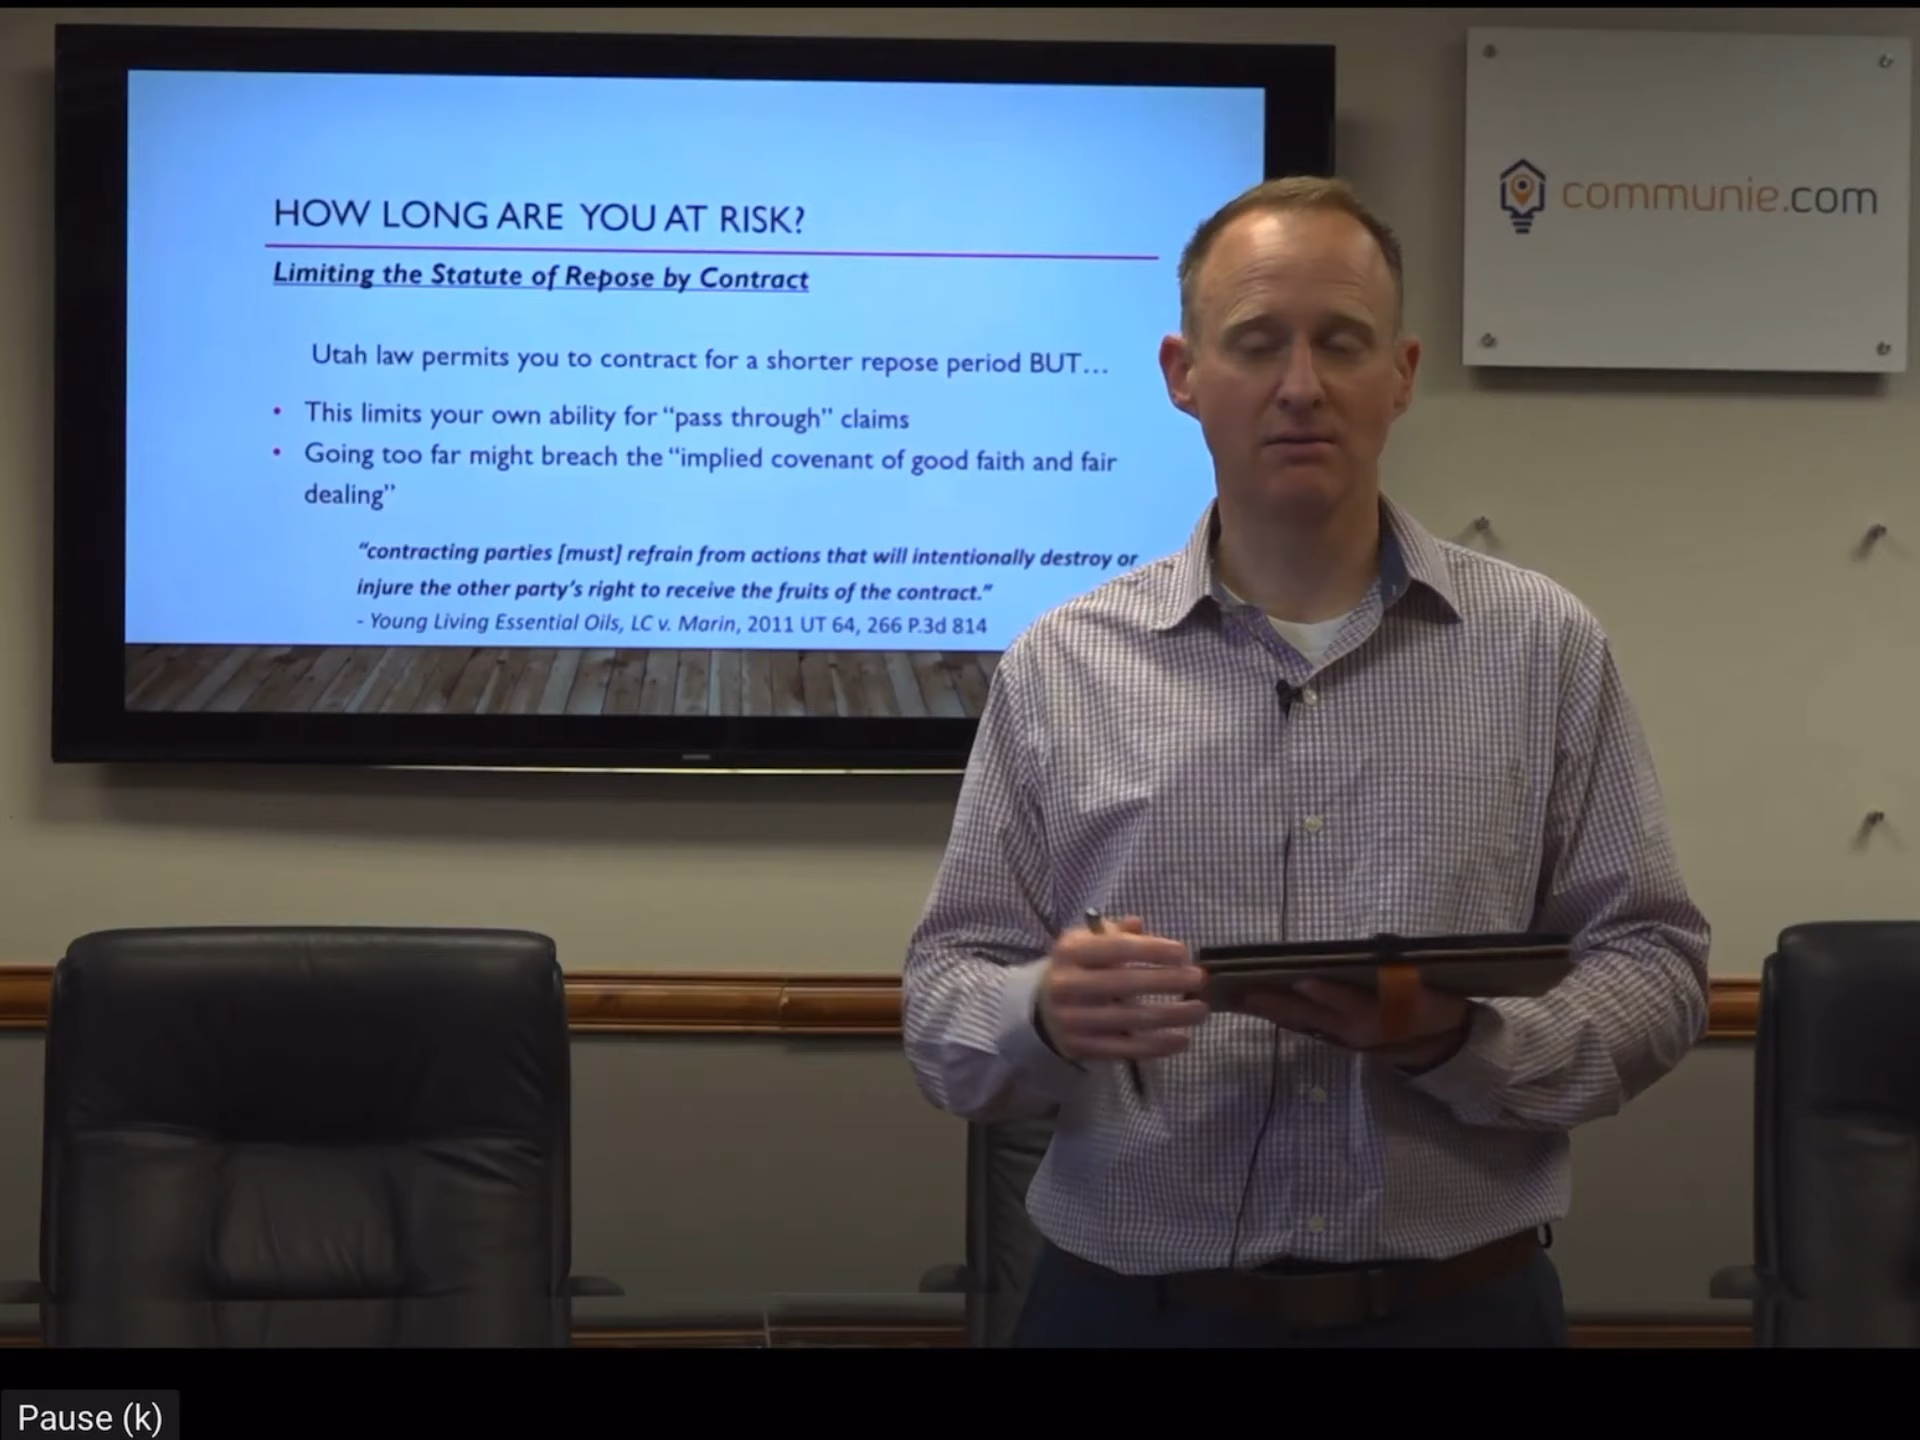 HOW LONG ARE YOU AT RISK?
Limiting the Statute of Repose by Contract
Utah law permits you to contract for a shorter repose period BUT...
• This limits your own ability for “pass through” claims
• Going too far might breach the “implied covenant of good faith and fair
dealing”
“contracting parties [must] refrain from actions that will intentionally destroy or
injure the other party’s right to receive the fruits of the contract.”
- Young Living Essential Oils, LC v. Marin, 2011 UT 64, 266 P.3d 814
communie.com
Pause (k)